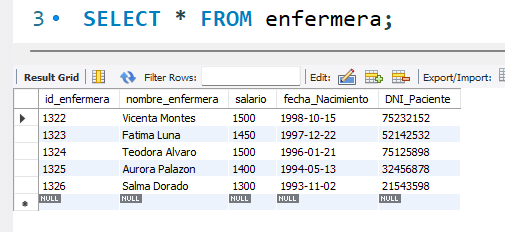 3 SELECT * FROM enfermera;
Result Grid Filter Rows: Edit: Export/Import:
id_enfermera nombre_enfermera salario fecha_Nacimiento DNI_Paciente
1322 Vicenta Montes 1500 1998-10-15 75232152
1323 Fatima Luna 1450 1997-12-22 52142532
1324 Teodora Alvaro 1500 1996-01-21 75125898
1325 Aurora Palazon 1400 1994-05-13 32456878
1326 Salma Dorado 1300 1993-11-02 21543598
NULL NULL NULL NULL NULL